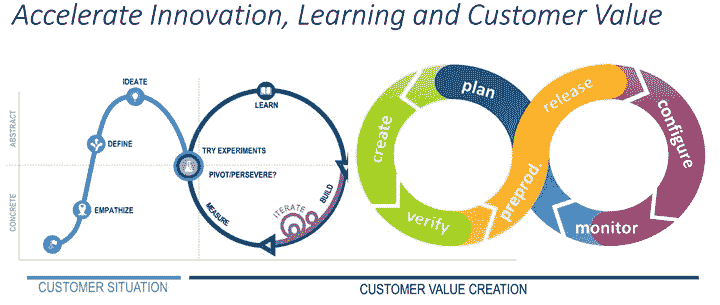 Accelerate Innovation, Learning and Customer Value
IDEATE
LEARN
ABSTRACT
DEFINE
TRY EXPERIMENTS
PIVOT/PERSEVERE?
CONCRETE
EMPATHIZE
MEASURE
ITERATE
BUILD
plan
create
verify
preprod.
release
configure
monitor
CUSTOMER SITUATION
CUSTOMER VALUE CREATION